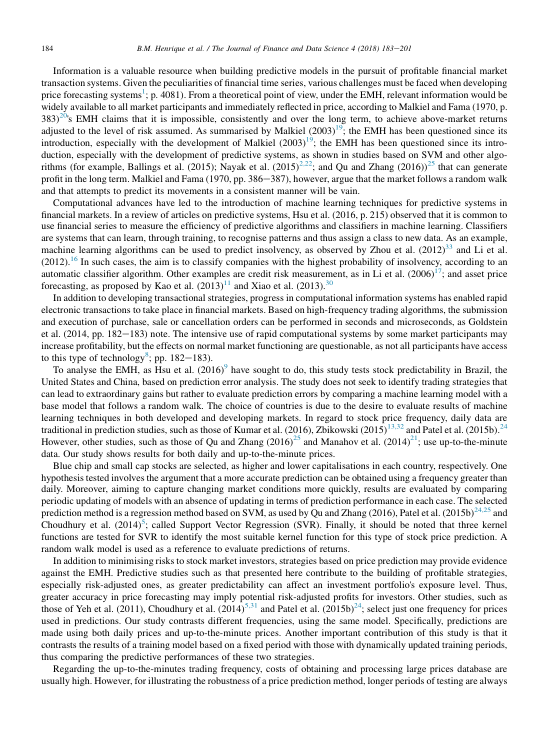 184
B.M. Henrique et al. / The Journal of Finance and Data Science 4 (2018) 183–201
Information is a valuable resource when building predictive models in the pursuit of profitable financial market
transaction systems. Given the peculiarities of financial time series, various challenges must be faced when developing
price forecasting systems1; p. 4081). From a theoretical point of view, under the EMH, relevant information would be
widely available to all market participants and immediately reflected in price, according to Malkiel and Fama (1970, p.
383)20's EMH claims that it is impossible, consistently and over the long term, to achieve above-market returns
adjusted to the level of risk assumed. As summarised by Malkiel (2003)19; the EMH has been questioned since its
introduction, especially with the development of Malkiel (2003)19; the EMH has been questioned since its intro-
duction, especially with the development of predictive systems, as shown in studies based on SVM and other algo-
rithms (for example, Ballings et al. (2015); Nayak et al. (2015)2,22; and Qu and Zhang (2016))25 that can generate
profit in the long term. Malkiel and Fama (1970, pp. 386–387), however, argue that the market follows a random walk
and that attempts to predict its movements in a consistent manner will be vain.
Computational advances have led to the introduction of machine learning techniques for predictive systems in
financial markets. In a review of articles on predictive systems, Hsu et al. (2016, p. 215) observed that it is common to
use financial series to measure the efficiency of predictive algorithms and classifiers in machine learning. Classifiers
are systems that can learn, through training, to recognise patterns and thus assign a class to new data. As an example,
machine learning algorithms can be used to predict insolvency, as observed by Zhou et al. (2012)33 and Li et al.
(2012).16 In such cases, the aim is to classify companies with the highest probability of insolvency, according to an
automatic classifier algorithm. Other examples are credit risk measurement, as in Li et al. (2006)17; and asset price
forecasting, as proposed by Kao et al. (2013)11 and Xiao et al. (2013).30
In addition to developing transactional strategies, progress in computational information systems has enabled rapid
electronic transactions to take place in financial markets. Based on high-frequency trading algorithms, the submission
and execution of purchase, sale or cancellation orders can be performed in seconds and microseconds, as Goldstein
et al. (2014, pp. 182–183) note. The intensive use of rapid computational systems by some market participants may
increase profitability, but the effects on normal market functioning are questionable, as not all participants have access
to this type of technology8; pp. 182–183).
To analyse the EMH, as Hsu et al. (2016)9 have sought to do, this study tests stock predictability in Brazil, the
United States and China, based on prediction error analysis. The study does not seek to identify trading strategies that
can lead to extraordinary gains but rather to evaluate prediction errors by comparing a machine learning model with a
base model that follows a random walk. The choice of countries is due to the desire to evaluate results of machine
learning techniques in both developed and developing markets. In regard to stock price frequency, daily data are
traditional in prediction studies, such as those of Kumar et al. (2016), Zbikowski (2015)13,32 and Patel et al. (2015b).24
However, other studies, such as those of Qu and Zhang (2016)25 and Manahov et al. (2014)21; use up-to-the-minute
data. Our study shows results for both daily and up-to-the-minute prices.
Blue chip and small cap stocks are selected, as higher and lower capitalisations in each country, respectively. One
hypothesis tested involves the argument that a more accurate prediction can be obtained using a frequency greater than
daily. Moreover, aiming to capture changing market conditions more quickly, results are evaluated by comparing
periodic updating of models with an absence of updating in terms of prediction performance in each case. The selected
prediction method is a regression method based on SVM, as used by Qu and Zhang (2016), Patel et al. (2015b)24,25 and
Choudhury et al. (2014)5; called Support Vector Regression (SVR). Finally, it should be noted that three kernel
functions are tested for SVR to identify the most suitable kernel function for this type of stock price prediction. A
random walk model is used as a reference to evaluate predictions of returns.
In addition to minimising risks to stock market investors, strategies based on price prediction may provide evidence
against the EMH. Predictive studies such as that presented here contribute to the building of profitable strategies,
especially risk-adjusted ones, as greater predictability can affect an investment portfolio's exposure level. Thus,
greater accuracy in price forecasting may imply potential risk-adjusted profits for investors. Other studies, such as
those of Yeh et al. (2011), Choudhury et al. (2014)5,31 and Patel et al. (2015b)24; select just one frequency for prices
used in predictions. Our study contrasts different frequencies, using the same model. Specifically, predictions are
made using both daily prices and up-to-the-minute prices. Another important contribution of this study is that it
contrasts the results of a training model based on a fixed period with those with dynamically updated training periods,
thus comparing the predictive performances of these two strategies.
Regarding the up-to-the-minutes trading frequency, costs of obtaining and processing large prices database are
usually high. However, for illustrating the robustness of a price prediction method, longer periods of testing are always